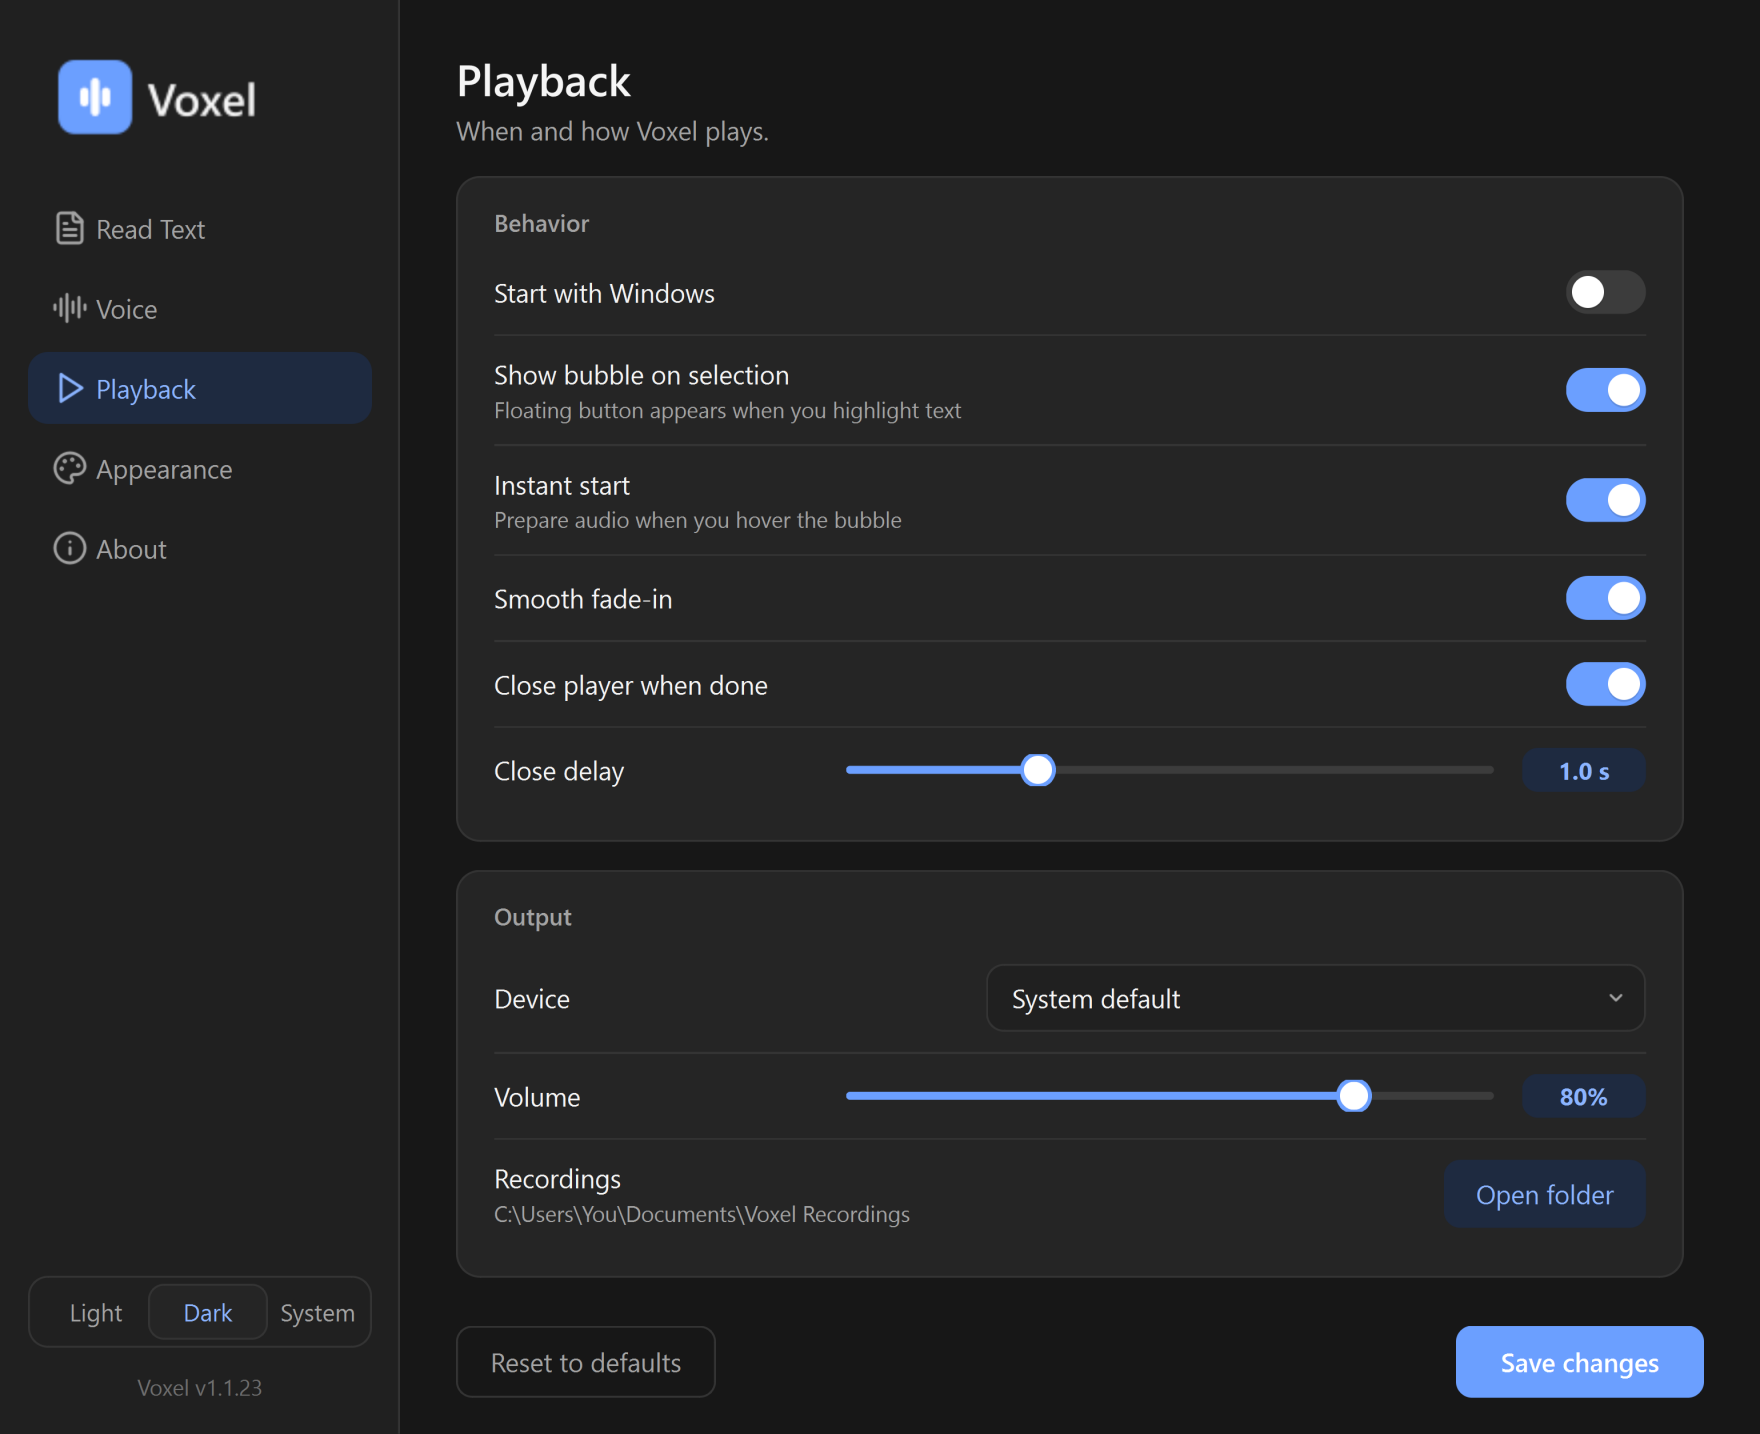 Voxel
Read Text
Voice
Playback
Appearance
About
Light
Dark
System
Voxel v1.1.23
Playback
When and how Voxel plays.
Behavior
Start with Windows
Show bubble on selection
Floating button appears when you highlight text
Instant start
Prepare audio when you hover the bubble
Smooth fade-in
Close player when done
Close delay
1.0 s
Output
Device
System default
Volume
80%
Recordings
C:\Users\You\Documents\Voxel Recordings
Open folder
Reset to defaults
Save changes